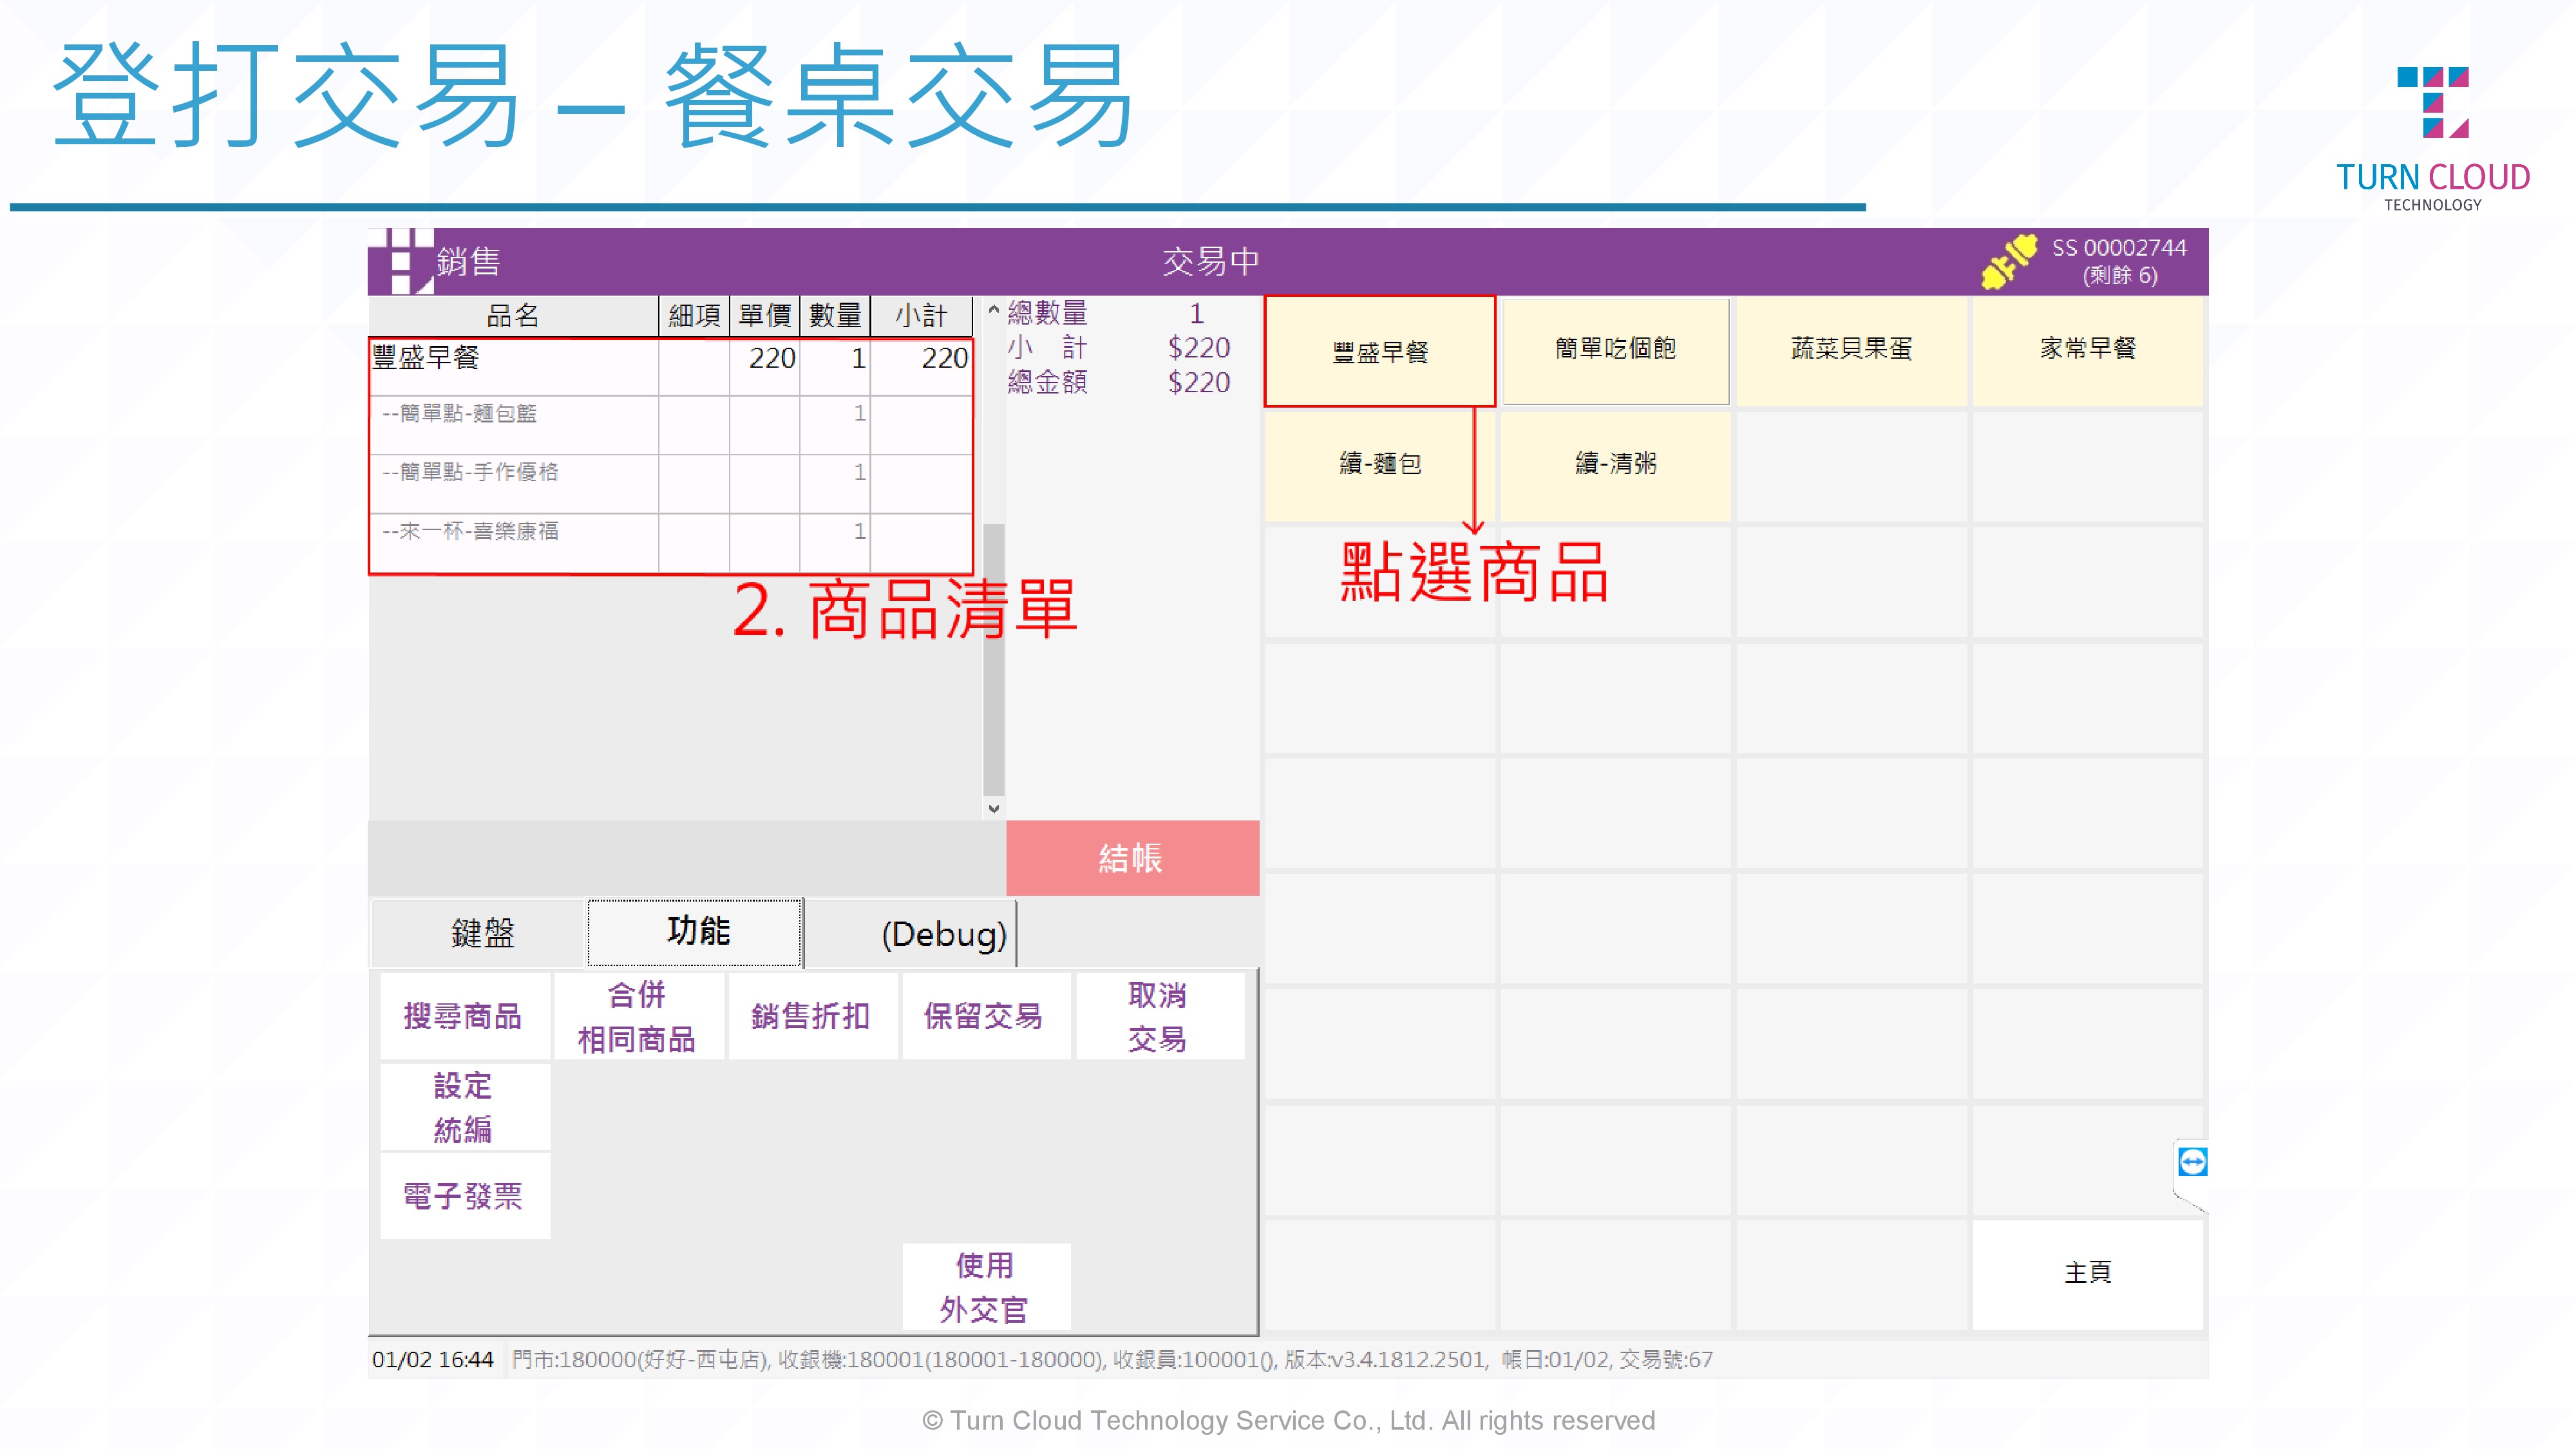 登打交易 – 餐桌交易
TURN CLOUD
TECHNOLOGY
銷售
交易中
SS 00002744
(剩餘 6)
品名 細項 單價 數量 小計
豐盛早餐 220 1 220
--簡單點-麵包籃 1
--簡單點-手作優格 1
--來一杯-喜樂康福 1
2. 商品清單
總數量 1
小 計 $220
總金額 $220
豐盛早餐 簡單吃個飽 蔬菜貝果蛋 家常早餐
續-麵包 續-清粥
點選商品
結帳
鍵盤 功能 (Debug)
搜尋商品
合併
相同商品
銷售折扣
保留交易
取消
交易
設定
統編
電子發票
使用
外交官
主頁
01/02 16:44 門市:180000(好好-西屯店), 收銀機:180001(180001-180000), 收銀員:100001(), 版本:v3.4.1812.2501, 帳日:01/02, 交易號:67
© Turn Cloud Technology Service Co., Ltd. All rights reserved